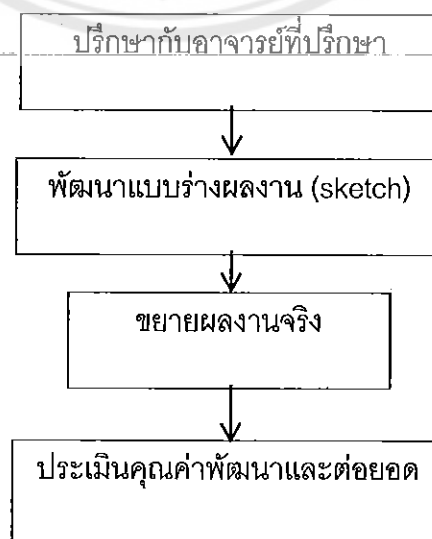 ปรึกษากับอาจารย์ที่ปรึกษา
พัฒนาแบบร่างผลงาน (sketch)
ขยายผลงานจริง
ประเมินคุณค่าพัฒนาและต่อยอด